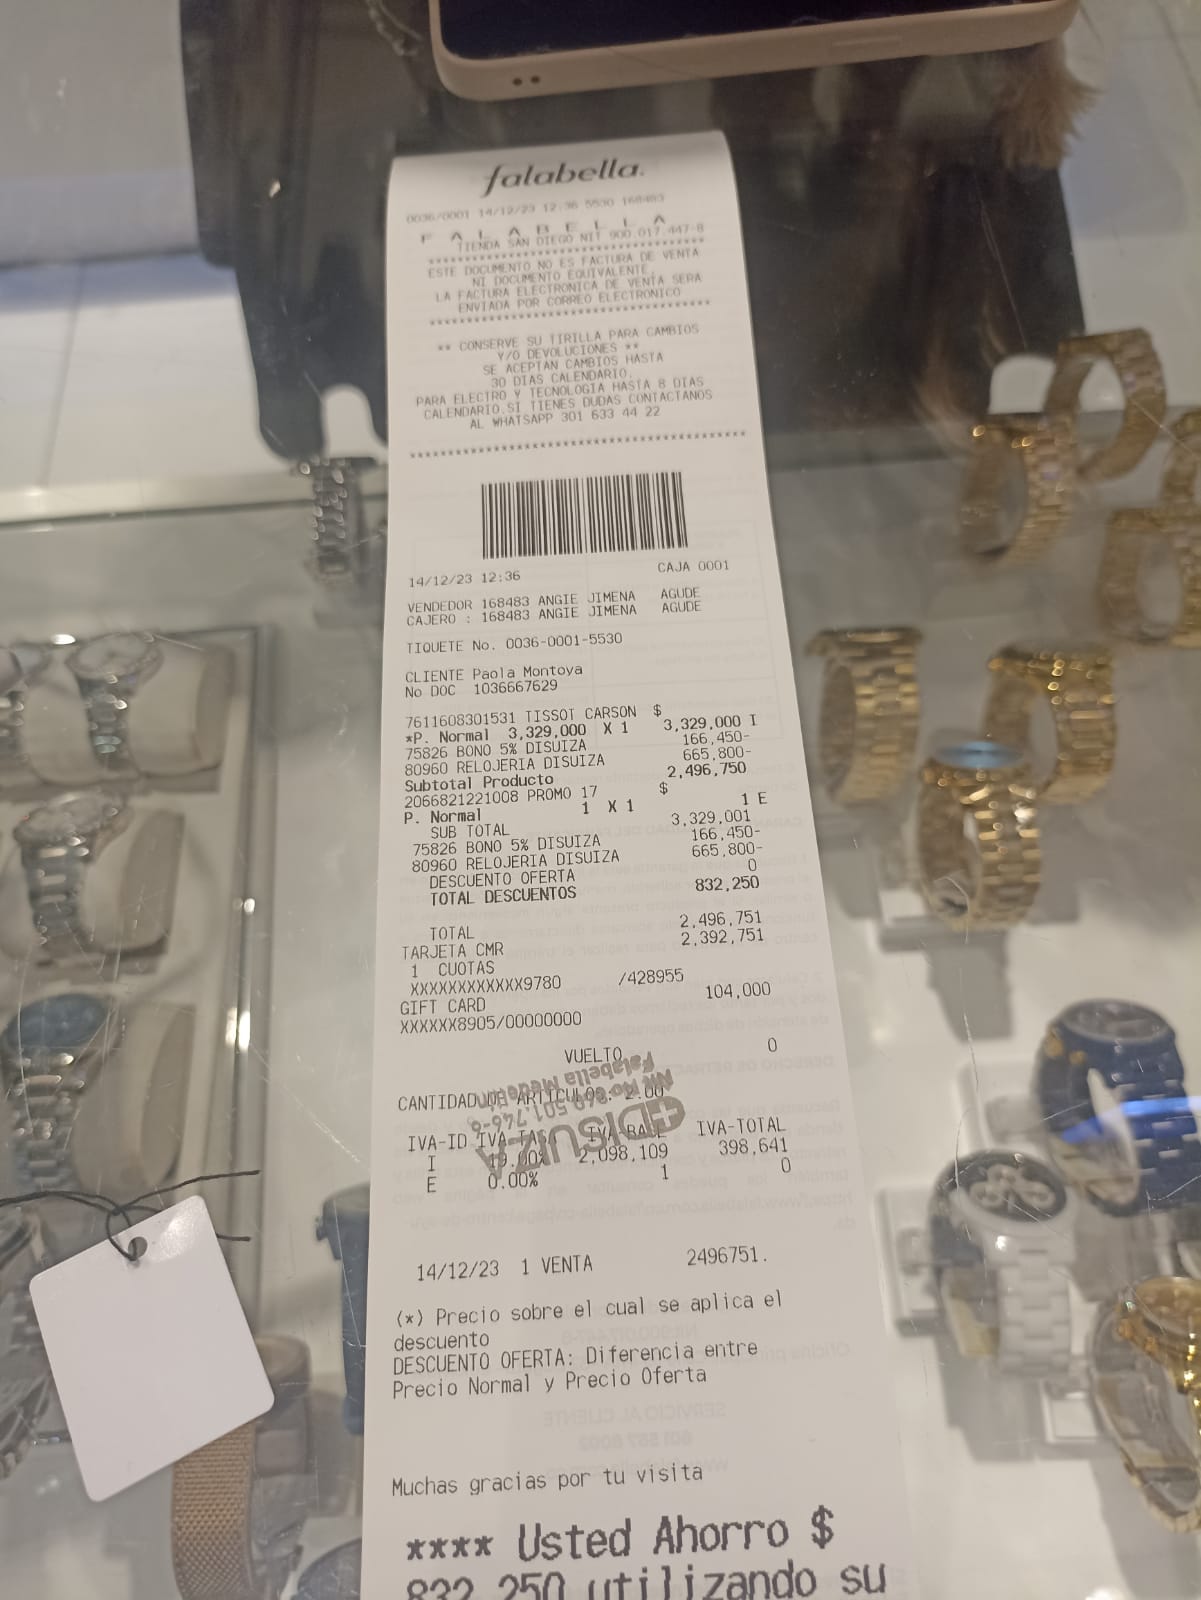 falabella.
0036/0001 14/12/23 12:36 5530 168483
F A L A B E L L A
TIENDA SAN DIEGO NIT 900.017.447-8
****************************************
ESTE DOCUMENTO NO ES FACTURA DE VENTA
NI DOCUMENTO EQUIVALENTE.
LA FACTURA ELECTRONICA DE VENTA SERA
ENVIADA POR CORREO ELECTRONICO
****************************************
** CONSERVE SU TIRILLA PARA CAMBIOS
Y/O DEVOLUCIONES **
SE ACEPTAN CAMBIOS HASTA
30 DIAS CALENDARIO.
PARA ELECTRO Y TECNOLOGIA HASTA 8 DIAS
CALENDARIO.SI TIENES DUDAS CONTACTANOS
AL WHATSAPP 301 633 44 22
****************************************
14/12/23 12:36 CAJA 0001
VENDEDOR 168483 ANGIE JIMENA AGUDE
CAJERO : 168483 ANGIE JIMENA AGUDE
TIQUETE No. 0036-0001-5530
CLIENTE Paola Montoya
No DOC 1036667629
7611608301531 TISSOT CARSON $
*P. Normal 3,329,000 X 1 3,329,000 I
75826 BONO 5% DISUIZA 166,450-
80960 RELOJERIA DISUIZA 665,800-
Subtotal Producto 2,496,750
2066821221008 PROMO 17 $
P. Normal 1 X 1 1 E
SUB TOTAL 3,329,001
75826 BONO 5% DISUIZA 166,450-
80960 RELOJERIA DISUIZA 665,800-
DESCUENTO OFERTA 0
TOTAL DESCUENTOS 832,250
TOTAL 2,496,751
TARJETA CMR 2,392,751
1 CUOTAS
XXXXXXXXXXXX9780 /428955
GIFT CARD 104,000
XXXXXX8905/00000000
VUELTO 0
CANTIDAD DE ARTICULOS: 2.00
IVA-ID IVA-TASA IVA-BASE IVA-TOTAL
I 19.00% 2,098,109 398,641
E 0.00% 1 0
DISUIZA
Falabella Medellín
14/12/23 1 VENTA 2496751.
(*) Precio sobre el cual se aplica el
descuento
DESCUENTO OFERTA: Diferencia entre
Precio Normal y Precio Oferta
Muchas gracias por tu visita
**** Usted Ahorro $
832,250 utilizando su